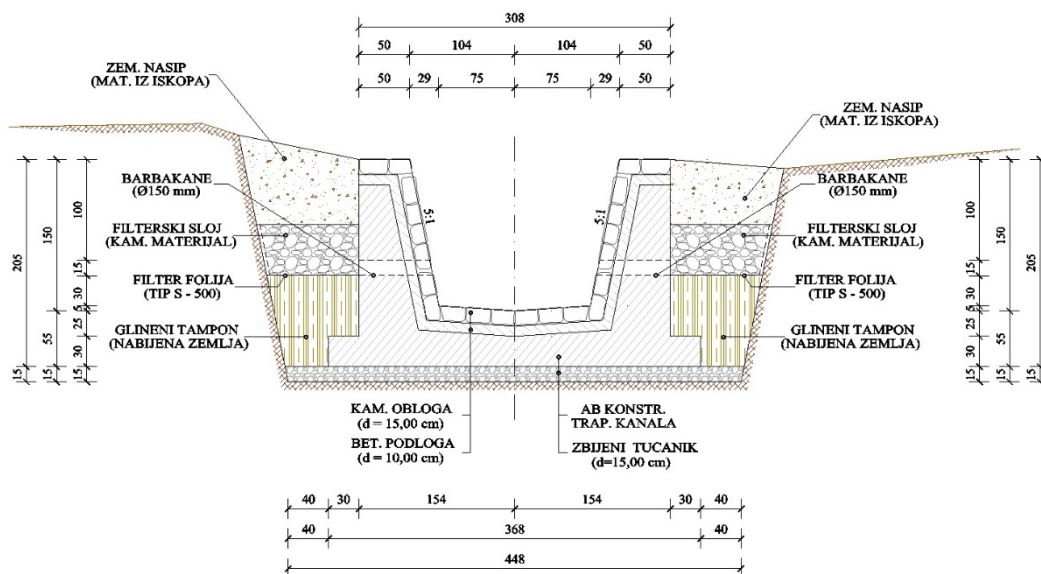 308
50 104 104 50
50 29 75 75 29 50
ZEM. NASIP
(MAT. IZ ISKOPA)
ZEM. NASIP
(MAT. IZ ISKOPA)
BARBAKANE
(Ø150 mm)
BARBAKANE
(Ø150 mm)
5:1
5:1
FILTERSKI SLOJ
(KAM. MATERIJAL)
FILTERSKI SLOJ
(KAM. MATERIJAL)
FILTER FOLIJA
(TIP S - 500)
FILTER FOLIJA
(TIP S - 500)
GLINENI TAMPON
(NABIJENA ZEMLJA)
GLINENI TAMPON
(NABIJENA ZEMLJA)
205 15
150 55 15
100 15 30 5 25 30 15
100 15 30 5 25 30 15
150 55 15
205 15
KAM. OBLOGA
(d = 15,00 cm)
BET. PODLOGA
(d = 10,00 cm)
AB KONSTR.
TRAP. KANALA
ZBIJENI TUCANIK
(d=15,00 cm)
40 30 154 154 30 40
40 368 40
448